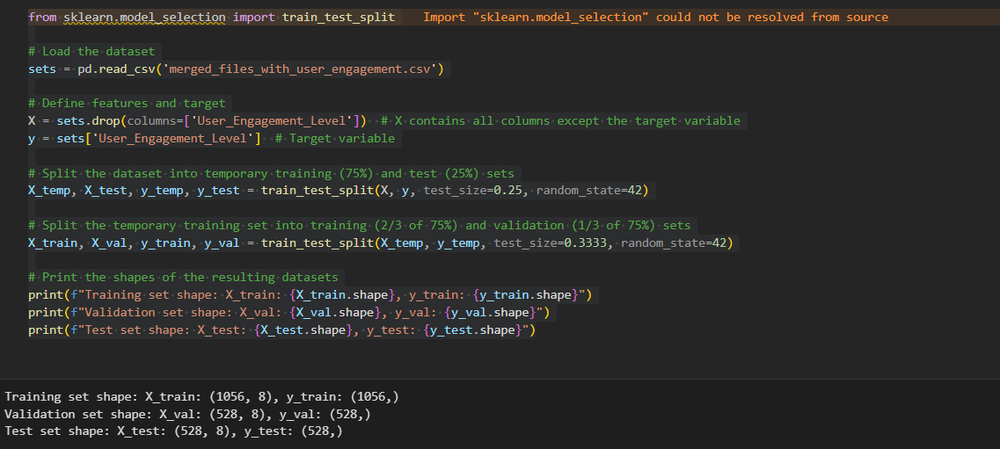 from sklearn.model_selection import train_test_split    Import "sklearn.model_selection" could not be resolved from source
# Load the dataset
sets = pd.read_csv('merged_files_with_user_engagement.csv')
# Define features and target
X = sets.drop(columns=['User_Engagement_Level'])  # X contains all columns except the target variable
y = sets['User_Engagement_Level']  # Target variable
# Split the dataset into temporary training (75%) and test (25%) sets
X_temp, X_test, y_temp, y_test = train_test_split(X, y, test_size=0.25, random_state=42)
# Split the temporary training set into training (2/3 of 75%) and validation (1/3 of 75%) sets
X_train, X_val, y_train, y_val = train_test_split(X_temp, y_temp, test_size=0.3333, random_state=42)
# Print the shapes of the resulting datasets
print(f"Training set shape: X_train: {X_train.shape}, y_train: {y_train.shape}")
print(f"Validation set shape: X_val: {X_val.shape}, y_val: {y_val.shape}")
print(f"Test set shape: X_test: {X_test.shape}, y_test: {y_test.shape}")
Training set shape: X_train: (1056, 8), y_train: (1056,)
Validation set shape: X_val: (528, 8), y_val: (528,)
Test set shape: X_test: (528, 8), y_test: (528,)